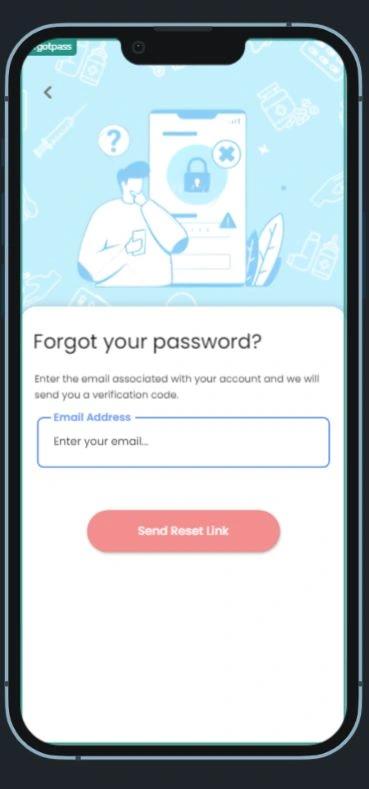 gotpass
?
Forgot your password?
Enter the email associated with your account and we will
send you a verification code.
Email Address
Enter your email...
Send Reset Link